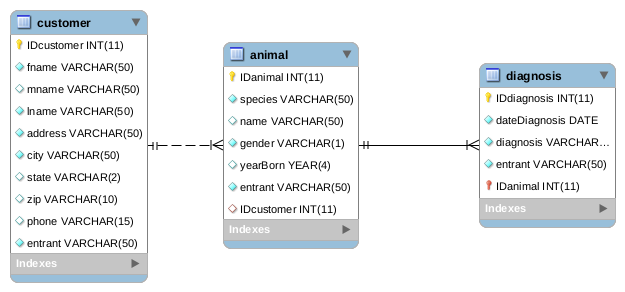 customer
IDcustomer INT(11)
fname VARCHAR(50)
mname VARCHAR(50)
lname VARCHAR(50)
address VARCHAR(50)
city VARCHAR(50)
state VARCHAR(2)
zip VARCHAR(10)
phone VARCHAR(15)
entrant VARCHAR(50)
Indexes
animal
IDanimal INT(11)
species VARCHAR(50)
name VARCHAR(50)
gender VARCHAR(1)
yearBorn YEAR(4)
entrant VARCHAR(50)
IDcustomer INT(11)
Indexes
diagnosis
IDdiagnosis INT(11)
dateDiagnosis DATE
diagnosis VARCHAR...
entrant VARCHAR(50)
IDanimal INT(11)
Indexes